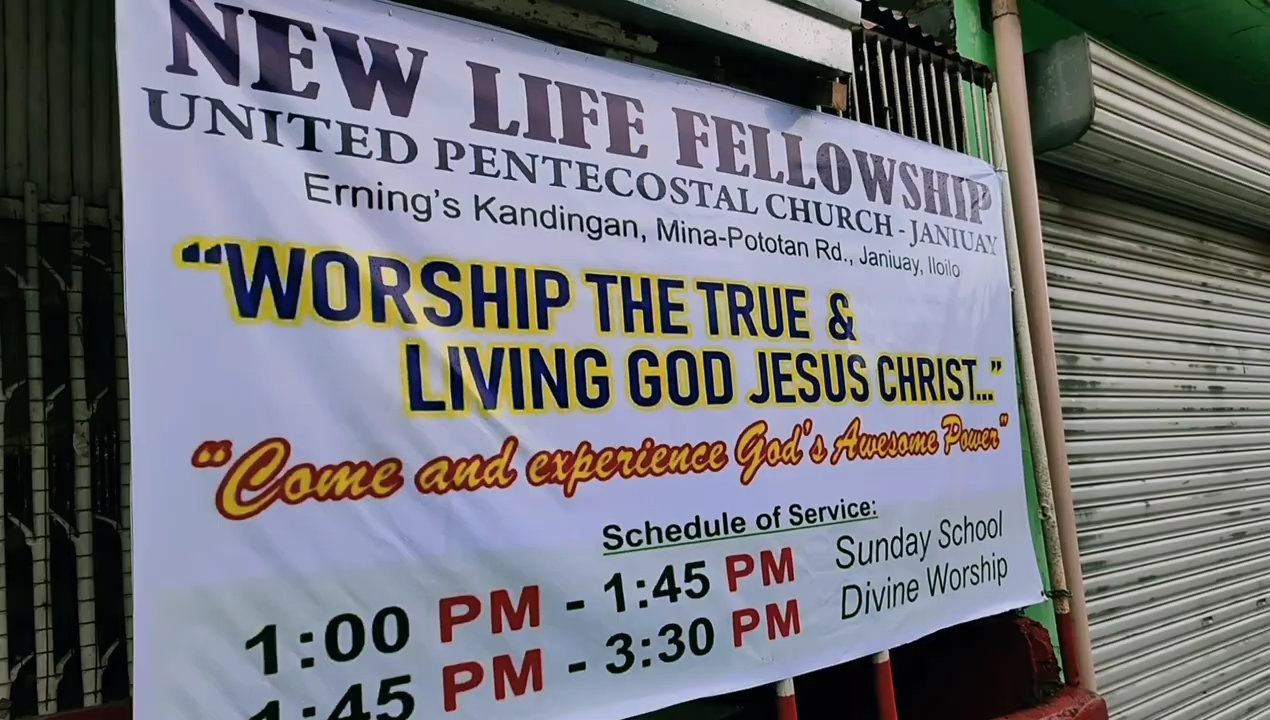 NEW LIFE FELLOWSHIP
UNITED PENTECOSTAL CHURCH - JANIUAY
Erning's Kandingan, Mina-Pototan Rd., Janiuay, Iloilo
"WORSHIP THE TRUE &
LIVING GOD JESUS CHRIST..."
"Come and experience God's Awesome Power"
Schedule of Service:
1:00 PM - 1:45 PM Sunday School
1:45 PM - 3:30 PM Divine Worship